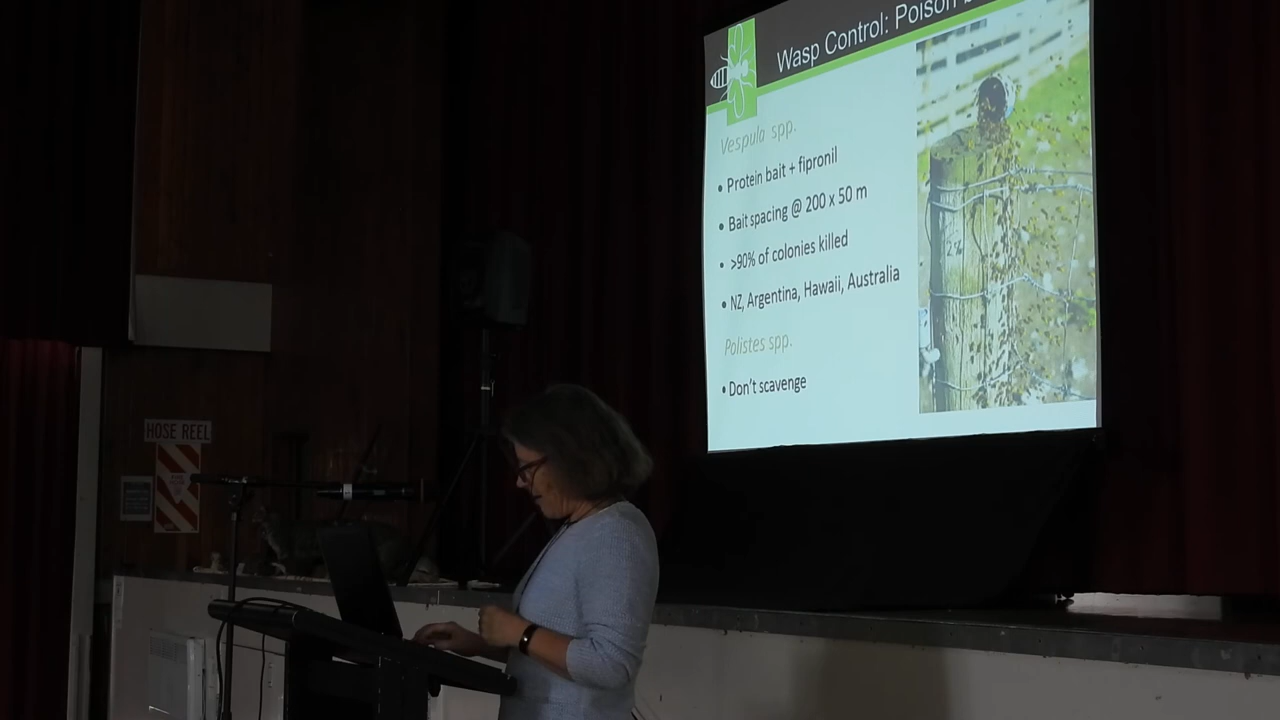 Wasp Control: Poison
Vespula spp.
• Protein bait + fipronil
• Bait spacing @ 200 x 50 m
• >90% of colonies killed
• NZ, Argentina, Hawaii, Australia
Polistes spp.
• Don't scavenge
HOSE REEL